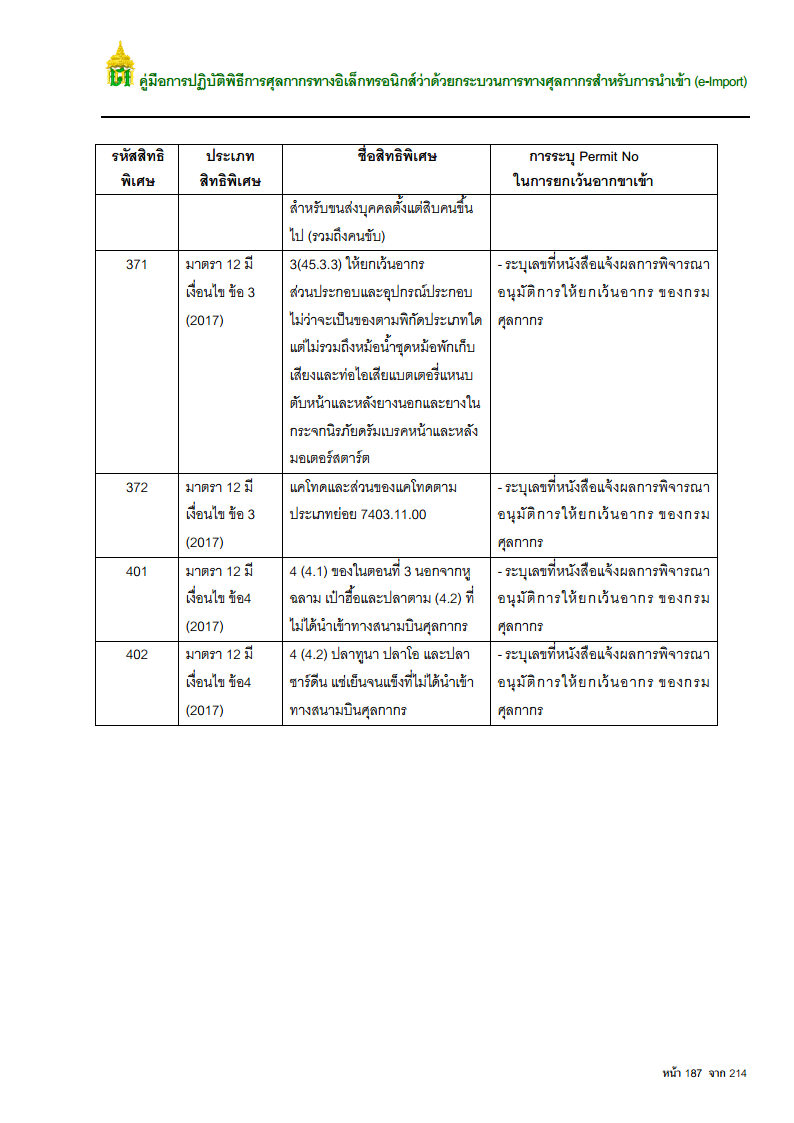 คู่มือการปฏิบัติพิธีการศุลกากรทางอิเล็กทรอนิกส์ว่าด้วยกระบวนการทางศุลกากรสำหรับการนำเข้า (e-Import)
รหัสสิทธิ
พิเศษ
ประเภท
สิทธิพิเศษ
ชื่อสิทธิพิเศษ
การระบุ Permit No
ในการยกเว้นอากขาเข้า
สำหรับขนส่งบุคคลตั้งแต่สิบคนขึ้น
ไป (รวมถึงคนขับ)
371
มาตรา 12 มี
เงื่อนไข ข้อ 3
(2017)
3(45.3.3) ให้ยกเว้นอากร
ส่วนประกอบและอุปกรณ์ประกอบ
ไม่ว่าจะเป็นของตามพิกัดประเภทใด
แต่ไม่รวมถึงหม้อน้ำชุดหม้อพักเก็บ
เสียงและท่อไอเสียแบตเตอรี่แหนบ
ตับหน้าและหลังยางนอกและยางใน
กระจกนิรภัยดรัมเบรคหน้าและหลัง
มอเตอร์สตาร์ต
- ระบุเลขที่หนังสือแจ้งผลการพิจารณา
อนุมัติการให้ยกเว้นอากร ของกรม
ศุลกากร
372
มาตรา 12 มี
เงื่อนไข ข้อ 3
(2017)
แคโทดและส่วนของแคโทดตาม
ประเภทย่อย 7403.11.00
- ระบุเลขที่หนังสือแจ้งผลการพิจารณา
อนุมัติการให้ยกเว้นอากร ของกรม
ศุลกากร
401
มาตรา 12 มี
เงื่อนไข ข้อ4
(2017)
4 (4.1) ของในตอนที่ 3 นอกจากหู
ฉลาม เป๋าฮื้อและปลาตาม (4.2) ที่
ไม่ได้นำเข้าทางสนามบินศุลกากร
- ระบุเลขที่หนังสือแจ้งผลการพิจารณา
อนุมัติการให้ยกเว้นอากร ของกรม
ศุลกากร
402
มาตรา 12 มี
เงื่อนไข ข้อ4
(2017)
4 (4.2) ปลาทูนา ปลาโอ และปลา
ซาร์ดีน แช่เย็นจนแข็งที่ไม่ได้นำเข้า
ทางสนามบินศุลกากร
- ระบุเลขที่หนังสือแจ้งผลการพิจารณา
อนุมัติการให้ยกเว้นอากร ของกรม
ศุลกากร
หน้า 187 จาก 214